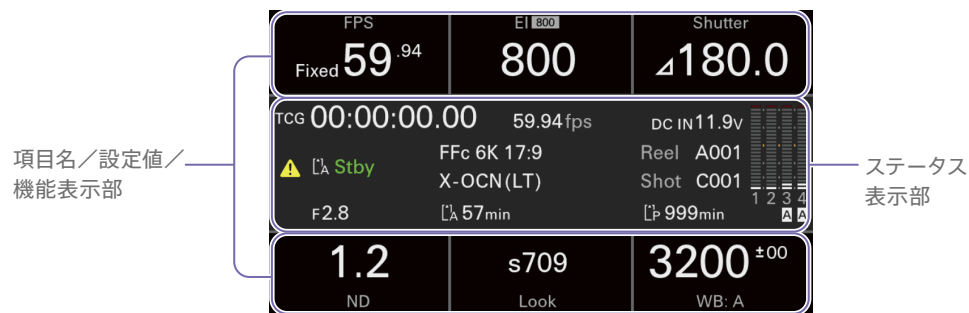 FPS
EI 800
Shutter
Fixed 59.94
800
⊿180.0
TCG 00:00:00.00
59.94 fps
DC IN 11.9V
項目名／設定値／
機能表示部
A Stby
FFc 6K 17:9
X-OCN(LT)
Reel A001
Shot C001
ステータス
表示部
F2.8
A 57min
P 999min
1 2 3 4
A A
1.2
s709
3200 ±00
ND
Look
WB: A